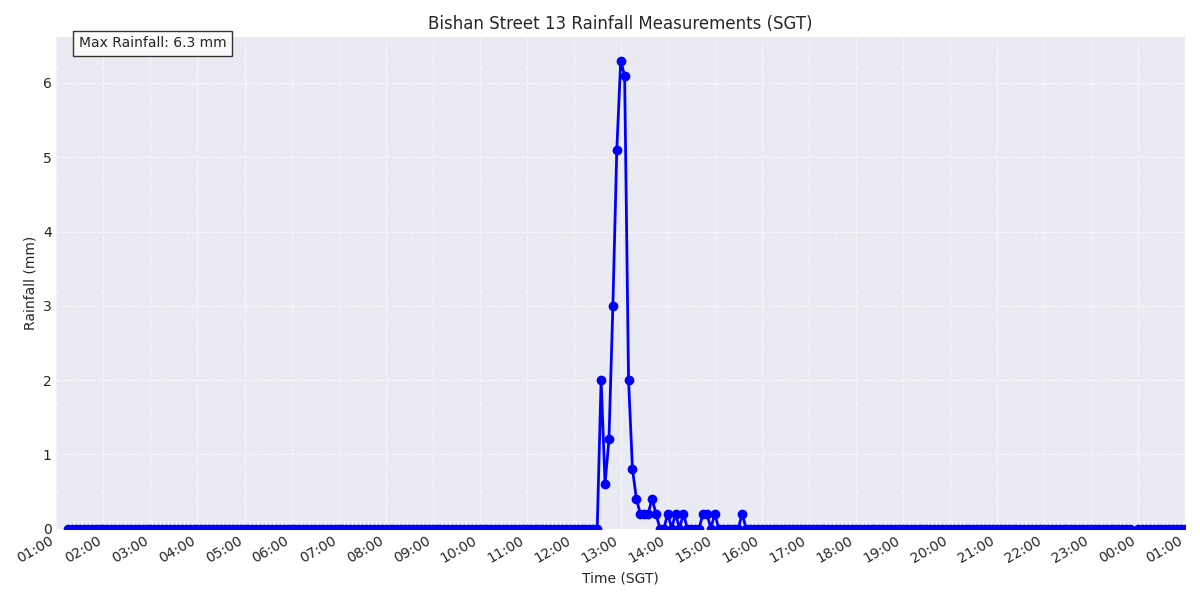 Bishan Street 13 Rainfall Measurements (SGT)
Max Rainfall: 6.3 mm
Rainfall (mm)
6
5
4
3
2
1
0
01:00 02:00 03:00 04:00 05:00 06:00 07:00 08:00 09:00 10:00 11:00 12:00 13:00 14:00 15:00 16:00 17:00 18:00 19:00 20:00 21:00 22:00 23:00 00:00 01:00
Time (SGT)